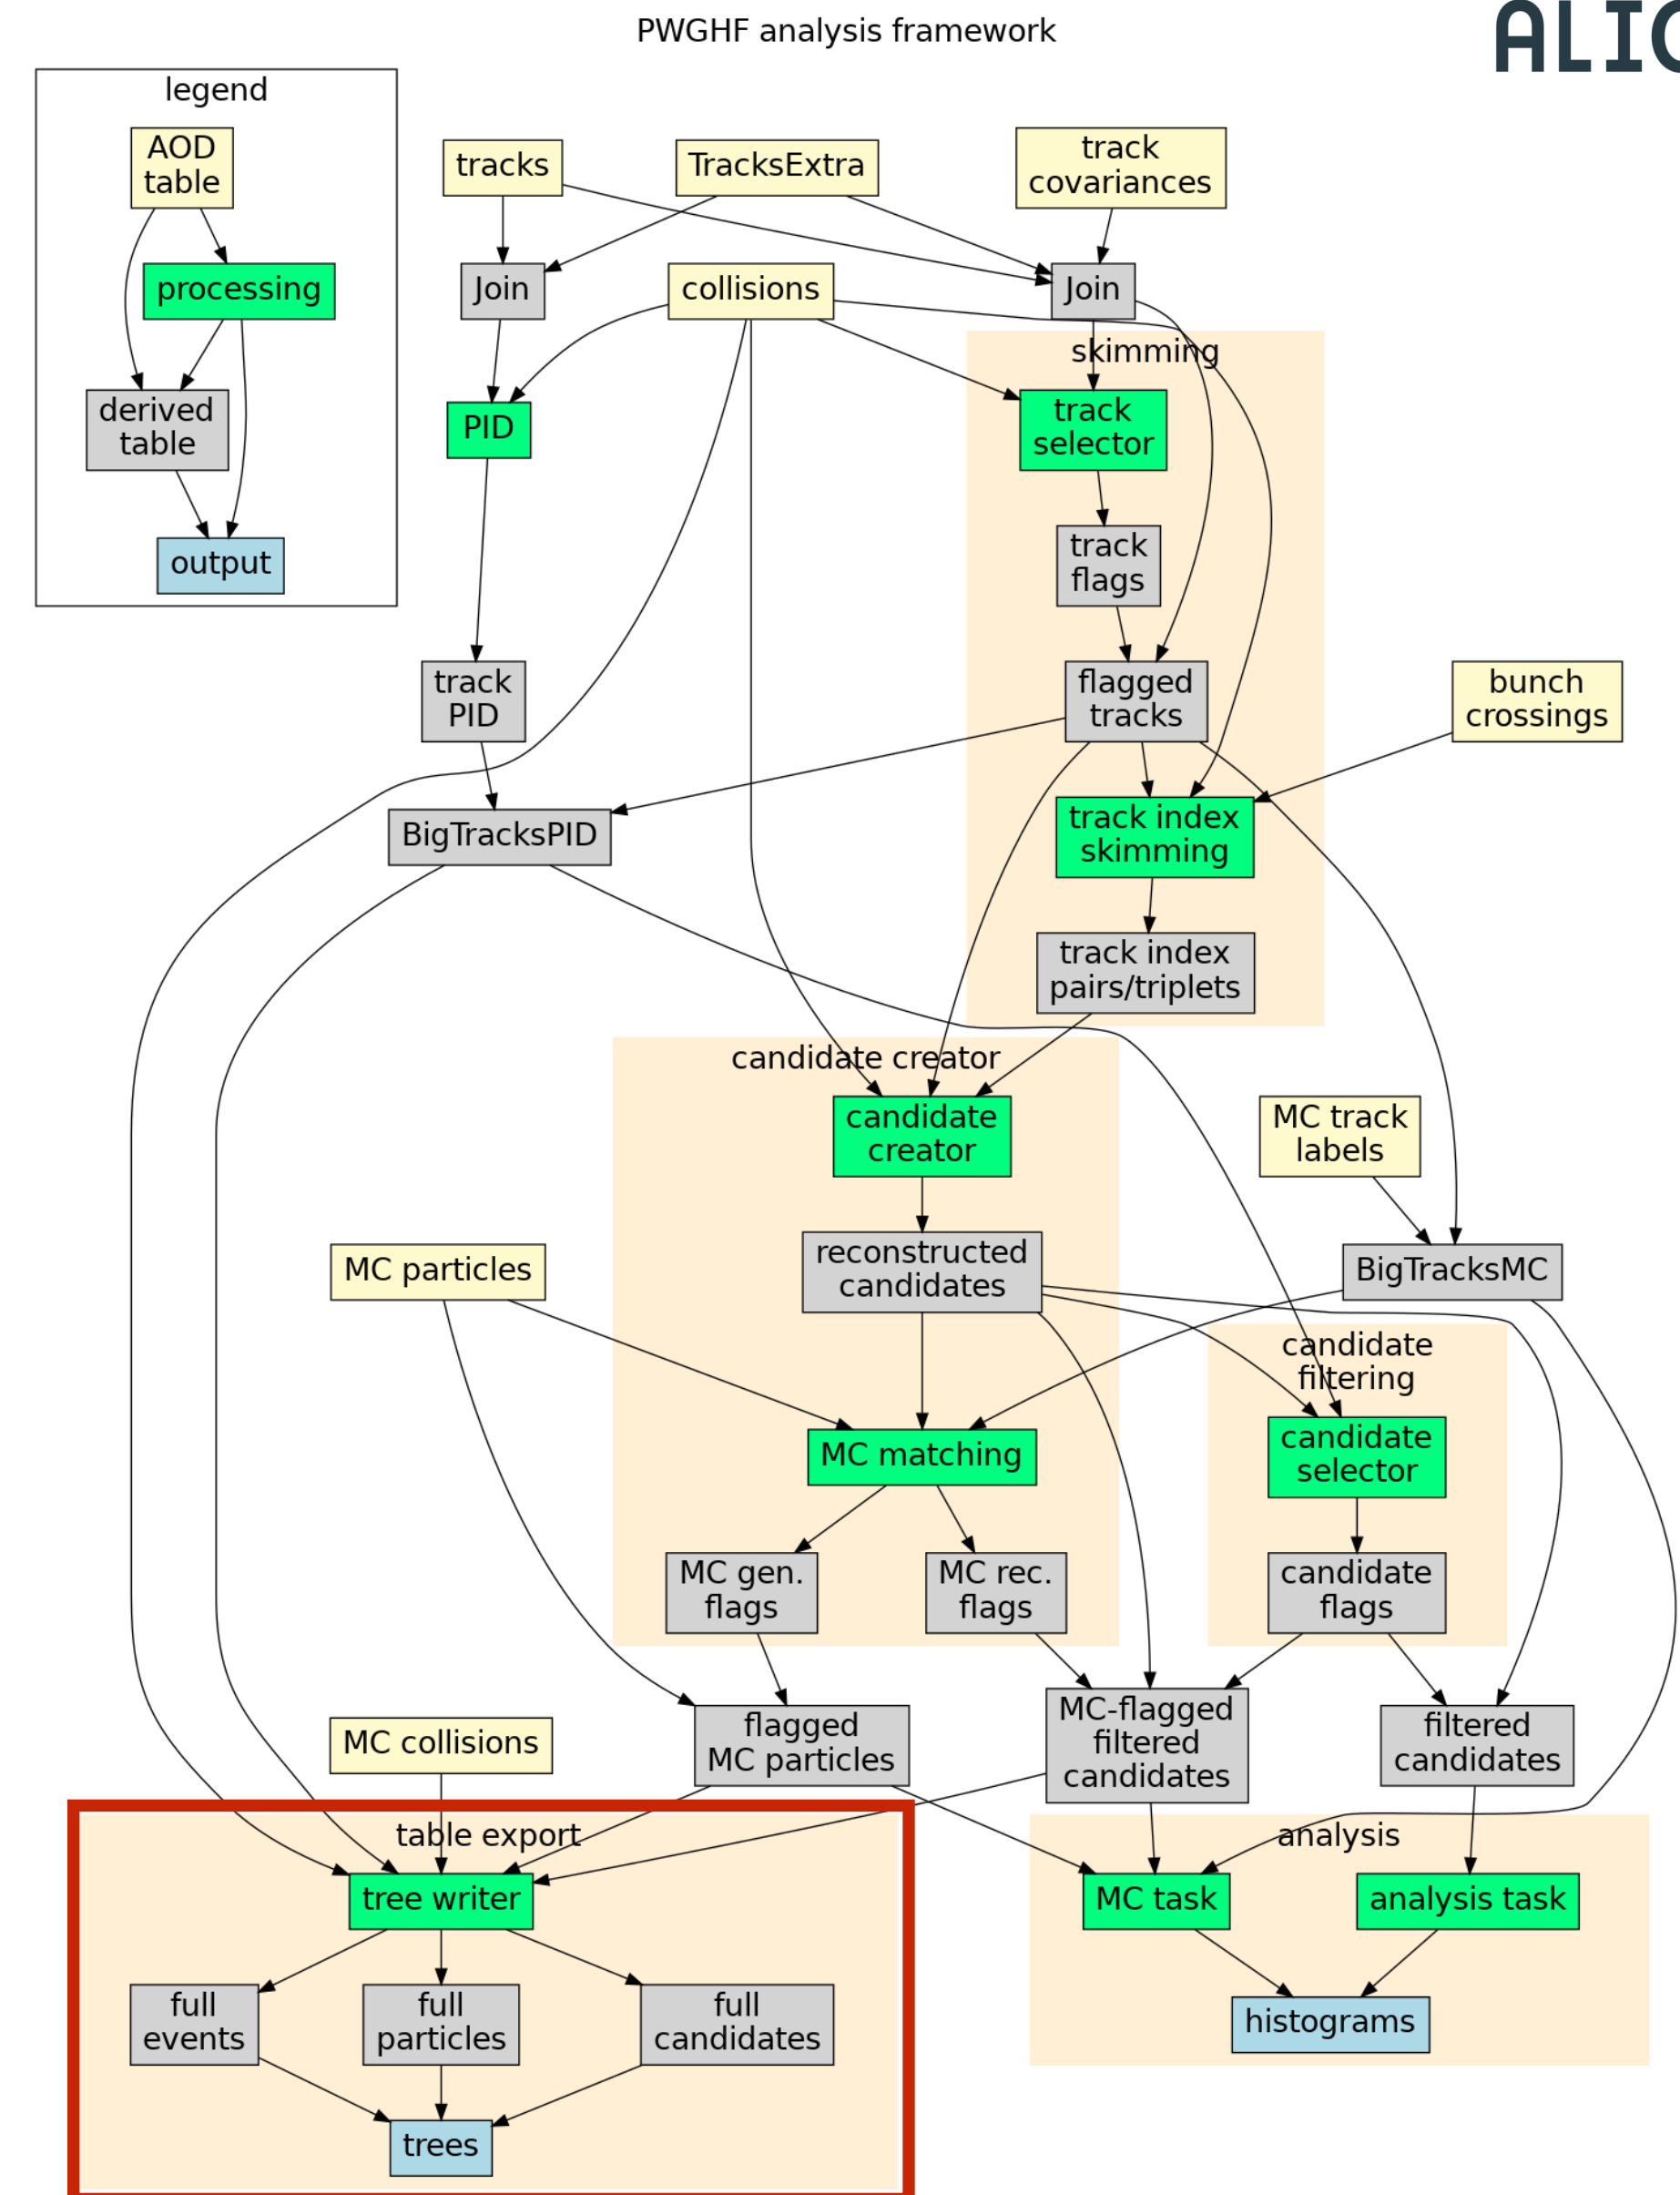 PWGHF analysis framework
ALIC
legend
AOD
table
processing
derived
table
output
tracks
TracksExtra
track
covariances
Join
collisions
Join
skimming
PID
track
selector
track
flags
track
PID
flagged
tracks
bunch
crossings
BigTracksPID
track index
skimming
track index
pairs/triplets
candidate creator
candidate
creator
MC track
labels
MC particles
reconstructed
candidates
BigTracksMC
candidate
filtering
MC matching
candidate
selector
MC gen.
flags
MC rec.
flags
candidate
flags
MC collisions
flagged
MC particles
MC-flagged
filtered
candidates
filtered
candidates
table export
analysis
tree writer
MC task
analysis task
full
events
full
particles
full
candidates
histograms
trees